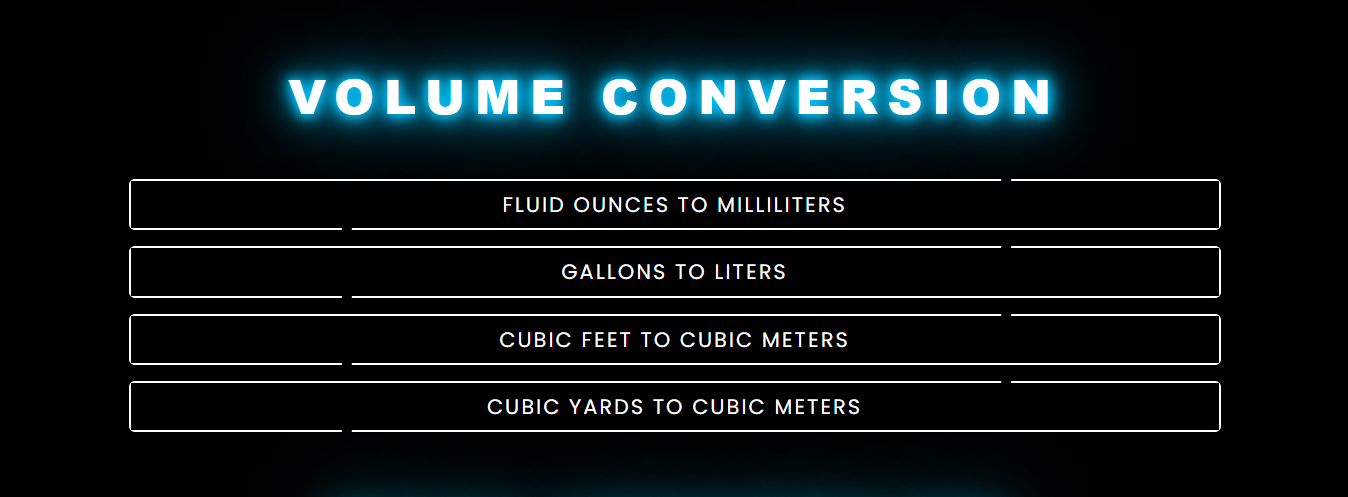 VOLUME CONVERSION
FLUID OUNCES TO MILLILITERS
GALLONS TO LITERS
CUBIC FEET TO CUBIC METERS
CUBIC YARDS TO CUBIC METERS